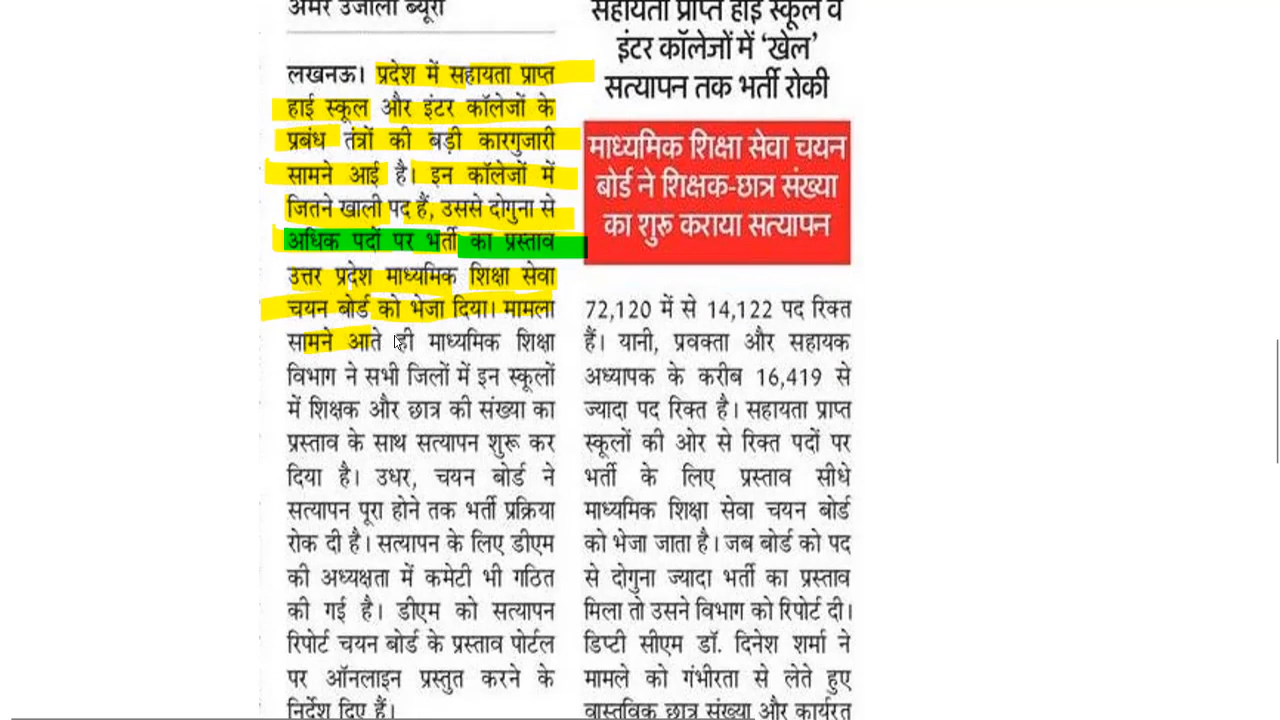 अमर उजाला ब्यूरो
लखनऊ। प्रदेश में सहायता प्राप्त
हाई स्कूल और इंटर कॉलेजों के
प्रबंध तंत्रों की बड़ी कारगुजारी
सामने आई है। इन कॉलेजों में
जितने खाली पद हैं, उससे दोगुना से
अधिक पदों पर भर्ती का प्रस्ताव
उत्तर प्रदेश माध्यमिक शिक्षा सेवा
चयन बोर्ड को भेजा दिया। मामला
सामने आते ही माध्यमिक शिक्षा
विभाग ने सभी जिलों में इन स्कूलों
में शिक्षक और छात्र की संख्या का
प्रस्ताव के साथ सत्यापन शुरू कर
दिया है। उधर, चयन बोर्ड ने
सत्यापन पूरा होने तक भर्ती प्रक्रिया
रोक दी है। सत्यापन के लिए डीएम
की अध्यक्षता में कमेटी भी गठित
की गई है। डीएम को सत्यापन
रिपोर्ट चयन बोर्ड के प्रस्ताव पोर्टल
पर ऑनलाइन प्रस्तुत करने के
निर्देश दिए हैं।
सहायता प्राप्त हाई स्कूल व
इंटर कॉलेजों में ‘खेल’
सत्यापन तक भर्ती रोकी
माध्यमिक शिक्षा सेवा चयन
बोर्ड ने शिक्षक-छात्र संख्या
का शुरू कराया सत्यापन
72,120 में से 14,122 पद रिक्त
हैं। यानी, प्रवक्ता और सहायक
अध्यापक के करीब 16,419 से
ज्यादा पद रिक्त है। सहायता प्राप्त
स्कूलों की ओर से रिक्त पदों पर
भर्ती के लिए प्रस्ताव सीधे
माध्यमिक शिक्षा सेवा चयन बोर्ड
को भेजा जाता है। जब बोर्ड को पद
से दोगुना ज्यादा भर्ती का प्रस्ताव
मिला तो उसने विभाग को रिपोर्ट दी।
डिप्टी सीएम डॉ. दिनेश शर्मा ने
मामले को गंभीरता से लेते हुए
वास्तविक छात्र संख्या और कार्यरत